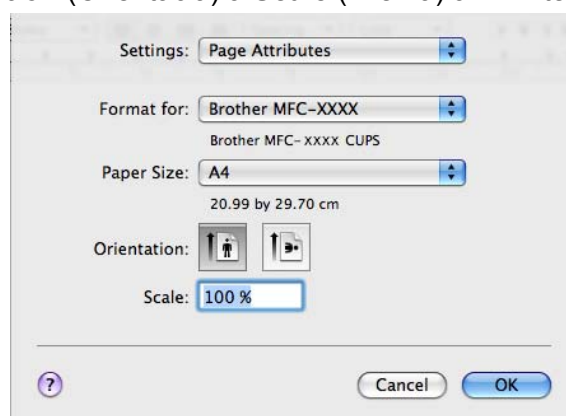 Settings: Page Attributes
Format for: Brother MFC-XXXX
Brother MFC- XXXX CUPS
Paper Size: A4
20.99 by 29.70 cm
Orientation:
Scale: 100 %
? Cancel OK